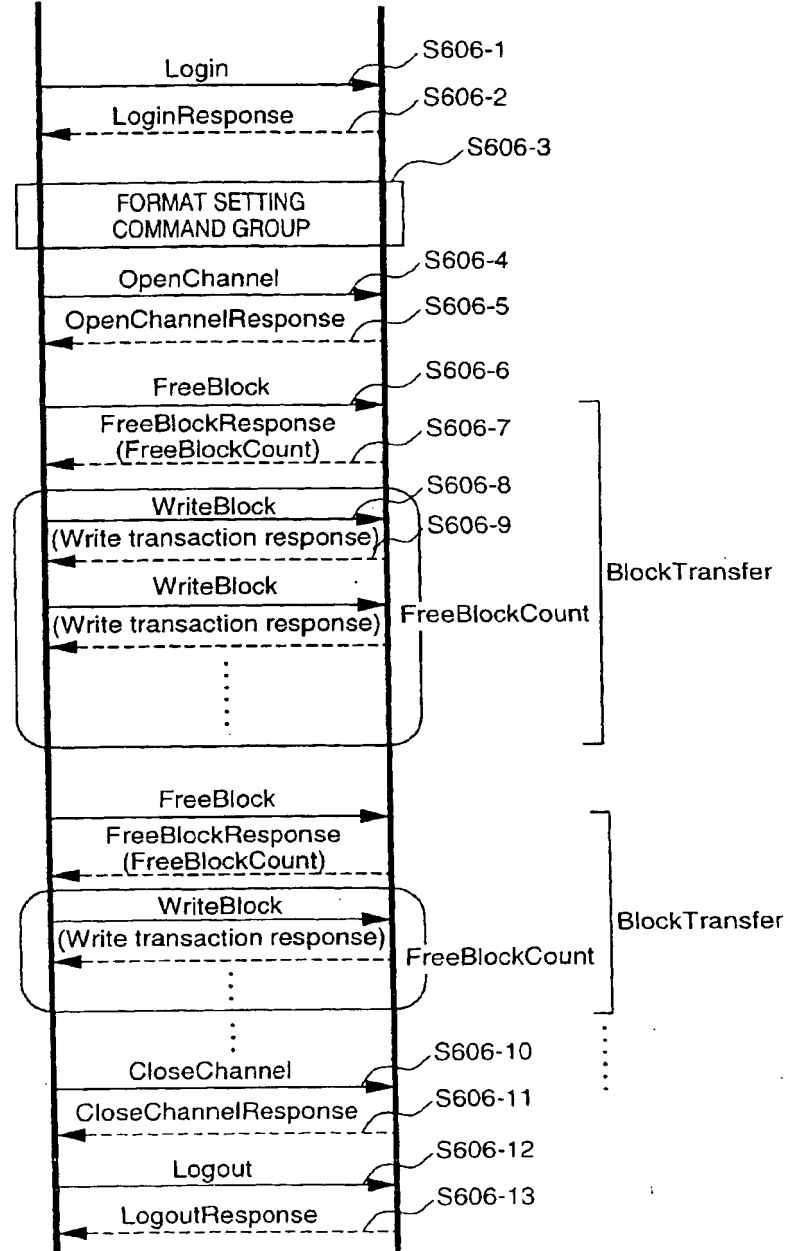 S606-1
Login
S606-2
LoginResponse
S606-3
FORMAT SETTING
COMMAND GROUP
S606-4
OpenChannel
S606-5
OpenChannelResponse
S606-6
FreeBlock
FreeBlockResponse
(FreeBlockCount)
S606-7
S606-8
WriteBlock
S606-9
(Write transaction response)
WriteBlock
(Write transaction response)
FreeBlockCount
BlockTransfer
FreeBlock
FreeBlockResponse
(FreeBlockCount)
WriteBlock
(Write transaction response)
FreeBlockCount
BlockTransfer
S606-10
CloseChannel
S606-11
CloseChannelResponse
S606-12
Logout
S606-13
LogoutResponse